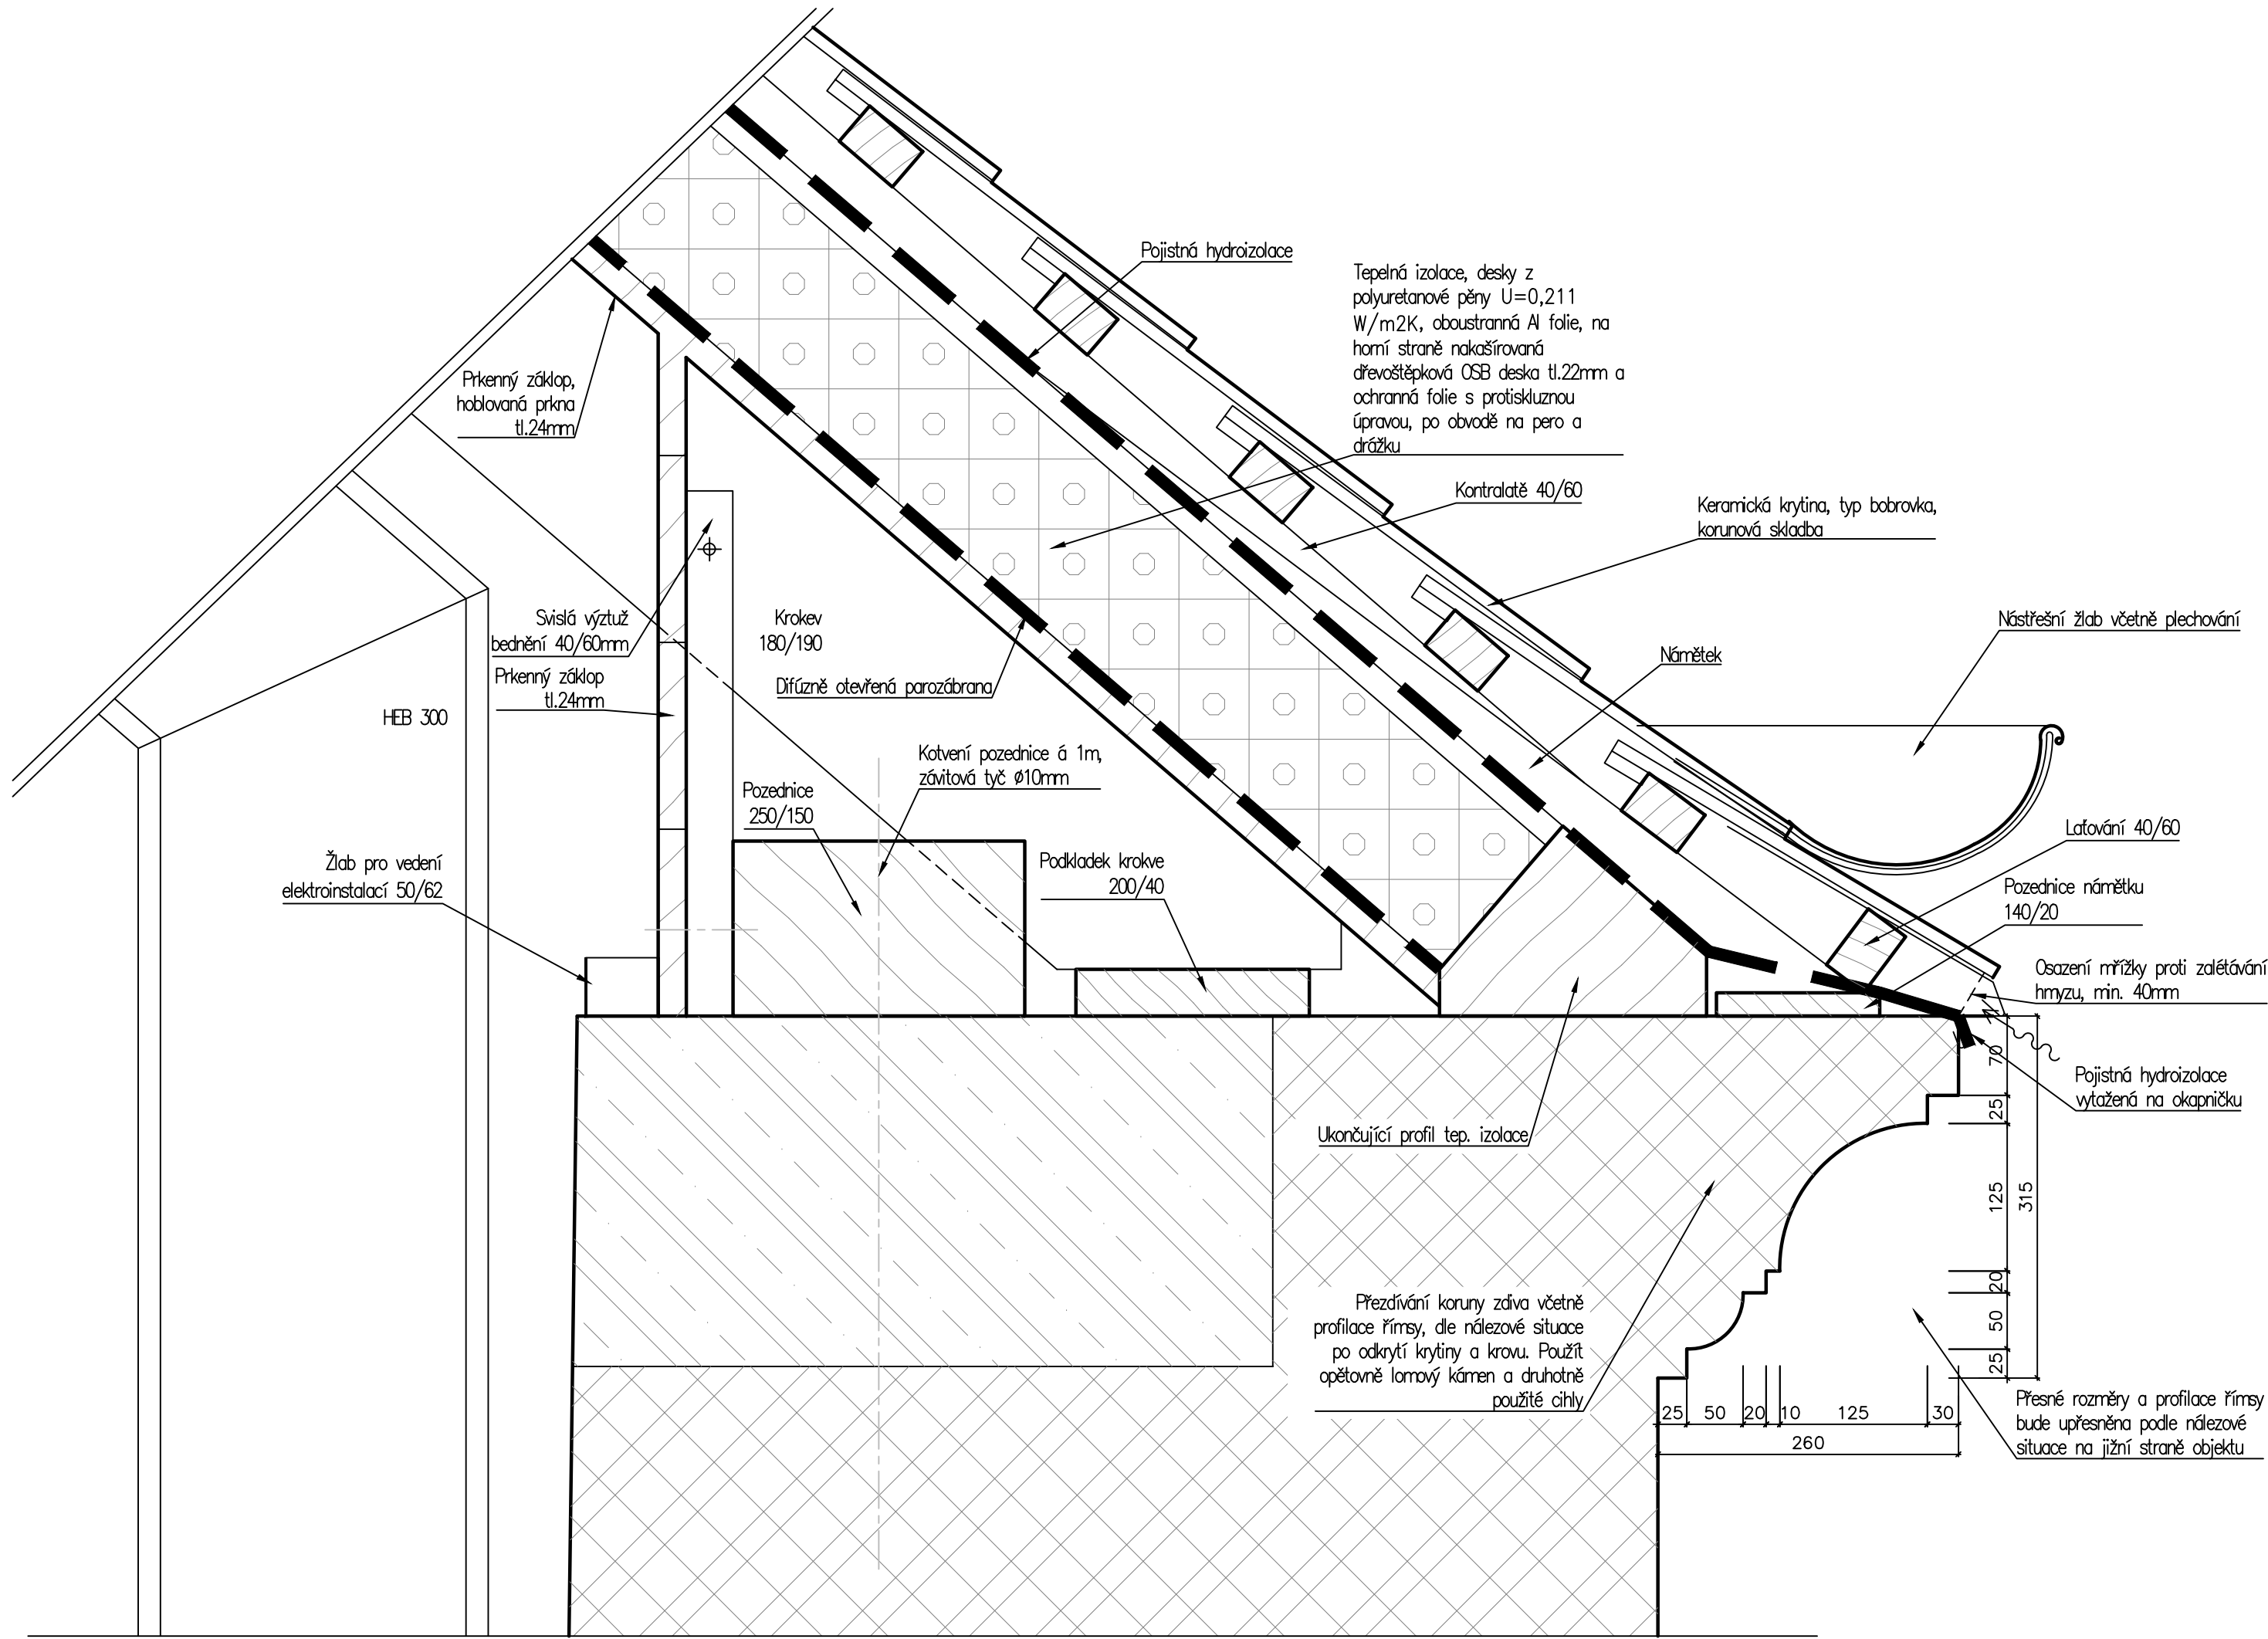 Pojistná hydroizolace
Tepelná izolace, desky z
polyuretanové pěny U=0,211
W/m2K, oboustranná Al folie, na
horní straně nakašírovaná
dřevoštěpková OSB deska tl.22mm a
ochranná folie s protiskluznou
úpravou, po obvodě na pero a
drážku
Prkenný záklop,
hoblovaná prkna
tl.24mm
Kontralatě 40/60
Keramická krytina, typ bobrovka,
korunová skladba
Svislá výztuž
bednění 40/60mm
Krokev
180/190
Nástřešní žlab včetně plechování
Námětek
Prkenný záklop
tl.24mm
Difúzně otevřená parozábrana
HEB 300
Kotvení pozednice á 1m,
závitová tyč ø10mm
Pozednice
250/150
Žlab pro vedení
elektroinstalací 50/62
Podkladek krokve
200/40
Laťování 40/60
Pozednice námětku
140/20
Osazení mřížky proti zalétávání
hmyzu, min. 40mm
Pojistná hydroizolace
vytažená na okapničku
Ukončující profil tep. izolace
70
25
125
315
20
50
25
Přezdívání koruny zdiva včetně
profilace římsy, dle nálezové situace
po odkrytí krytiny a krovu. Použít
opětovně lomový kámen a druhotně
použité cihly
25 50 20 10 125 30
260
Přesné rozměry a profilace římsy
bude upřesněna podle nálezové
situace na jižní straně objektu